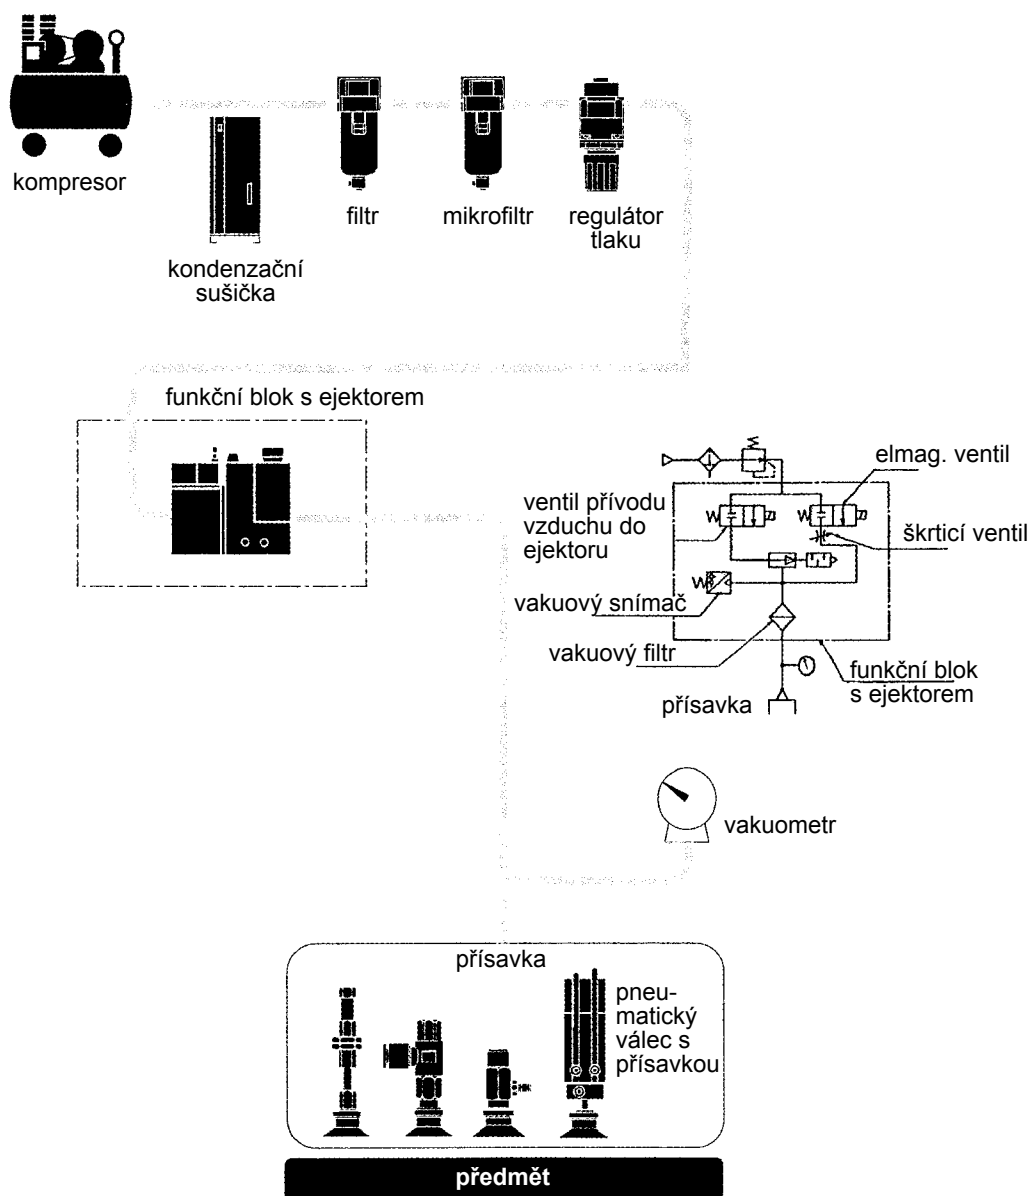 kompresor
kondenzační
sušička
filtr
mikrofiltr
regulátor
tlaku
funkční blok s ejektorem
elmag. ventil
ventil přívodu
vzduchu do
ejektoru
škrticí ventil
vakuový snímač
vakuový filtr
funkční blok
s ejektorem
přísavka
vakuometr
přísavka
pneu-
matický
válec s
přísavkou
předmět